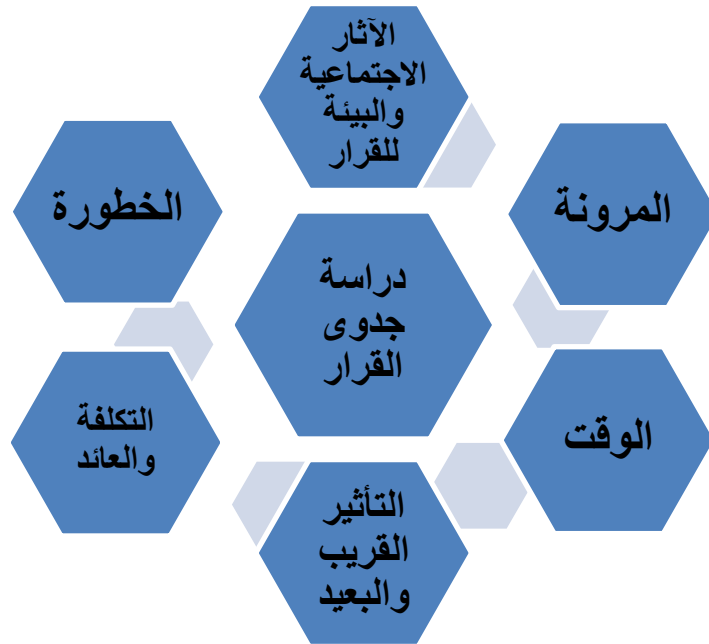 الآثار
الاجتماعية
والبيئة
للقرار
المرونة
الخطورة
دراسة
جدوى
القرار
الوقت
التكلفة
والعائد
التأثير
القريب
والبعيد